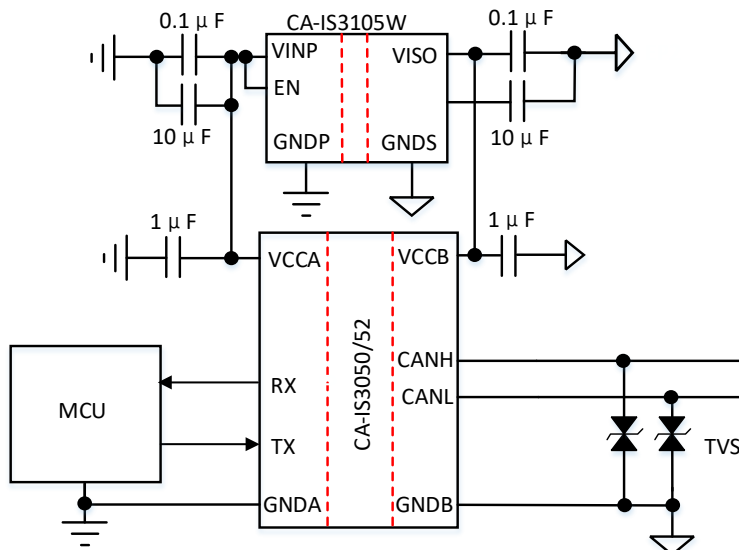 CA-IS3105W
0.1 μ F
0.1 μ F
VINP
VISO
EN
10 μ F
10 μ F
GNDP
GNDS
1 μ F
1 μ F
VCCA
VCCB
CA-IS3050/52
CANH
RX
CANL
MCU
TX
TVS
GNDA
GNDB